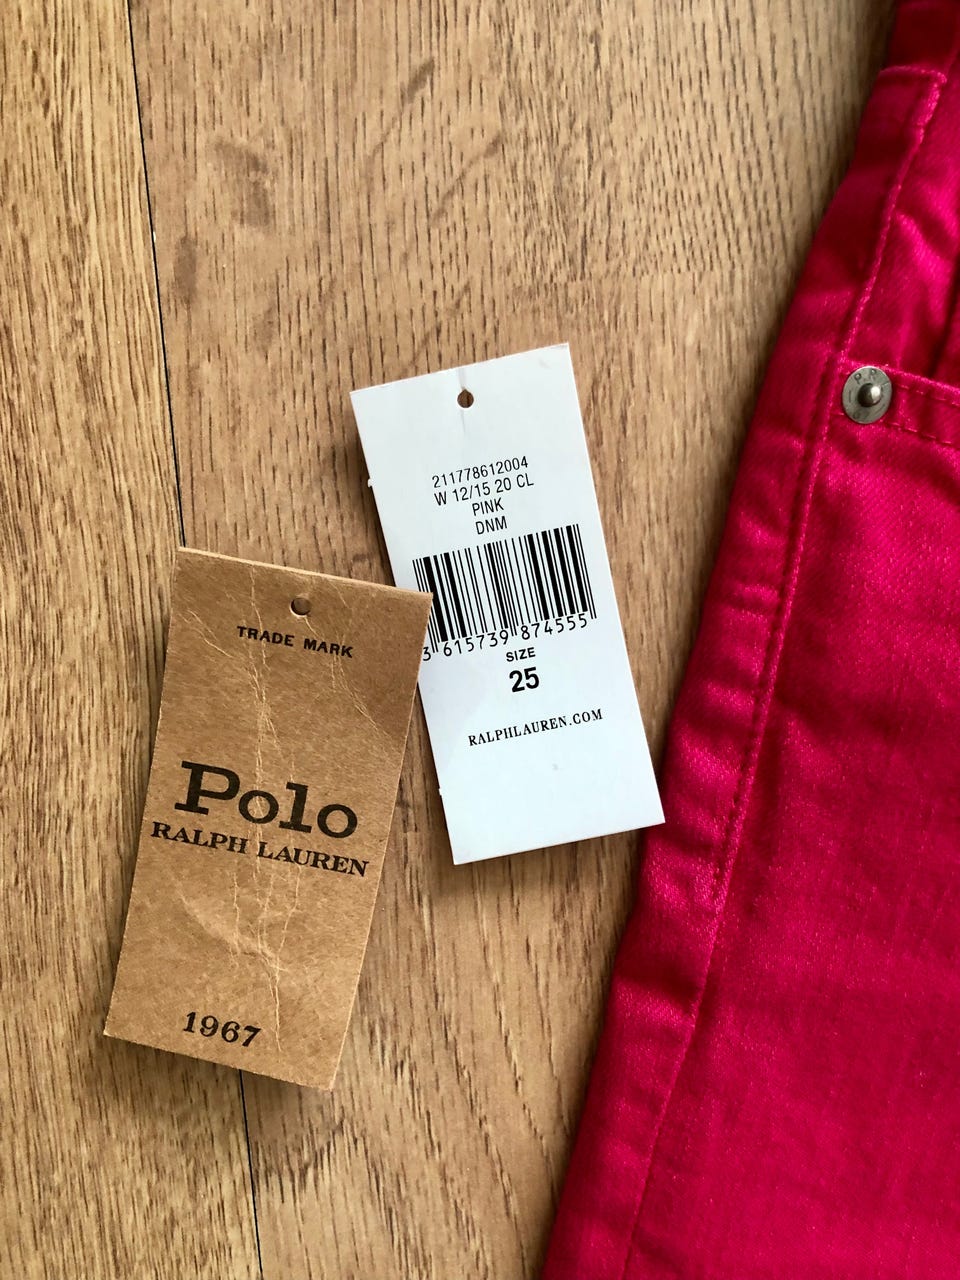 211778612004
W 12/15 20 CL
PINK
DNM
3 615739 874555
SIZE
25
RALPHLAUREN.COM
TRADE MARK
Polo
RALPH LAUREN
1967